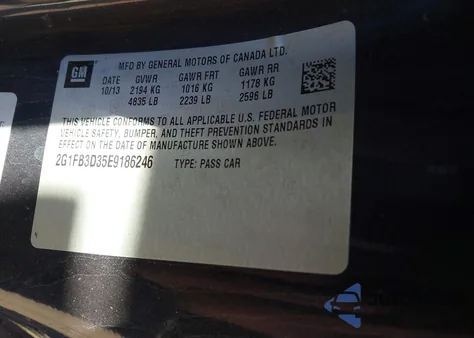 GM
MFD BY GENERAL MOTORS OF CANADA LTD.
DATE GVWR GAWR FRT GAWR RR
10/13 2194 KG 1016 KG 1178 KG
4835 LB 2239 LB 2596 LB
THIS VEHICLE CONFORMS TO ALL APPLICABLE U.S. FEDERAL MOTOR
VEHICLE SAFETY, BUMPER, AND THEFT PREVENTION STANDARDS IN
EFFECT ON THE DATE OF MANUFACTURE SHOWN ABOVE.
2G1FB3D35E9186246 TYPE: PASS CAR